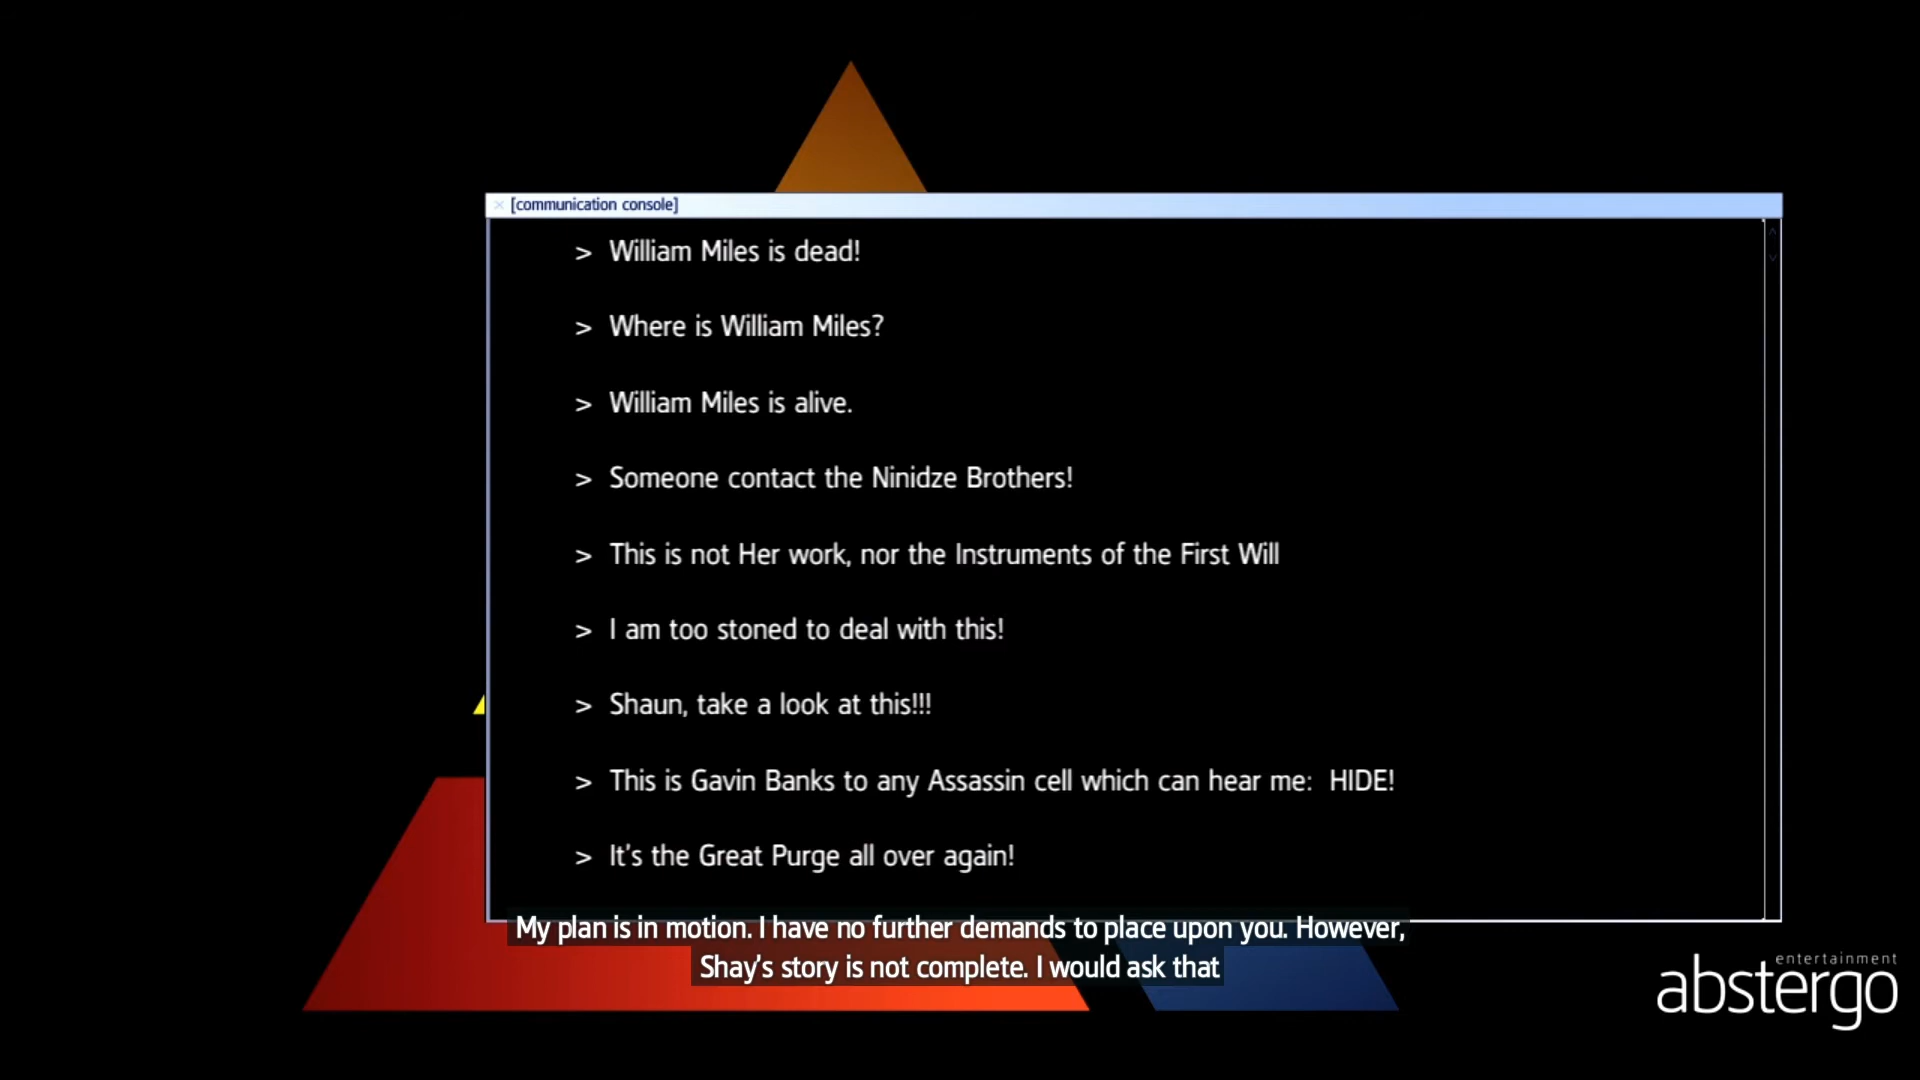 × [communication console]
> William Miles is dead!
> Where is William Miles?
> William Miles is alive.
> Someone contact the Ninidze Brothers!
> This is not Her work, nor the Instruments of the First Will
> I am too stoned to deal with this!
> Shaun, take a look at this!!!
> This is Gavin Banks to any Assassin cell which can hear me:  HIDE!
> It's the Great Purge all over again!
My plan is in motion. I have no further demands to place upon you. However,
Shay's story is not complete. I would ask that
entertainment
abstergo